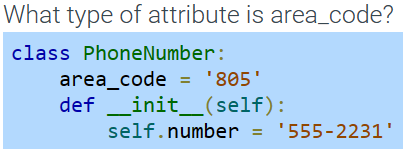 What type of attribute is area_code?
class PhoneNumber:
    area_code = '805'
    def __init__(self):
        self.number = '555-2231'